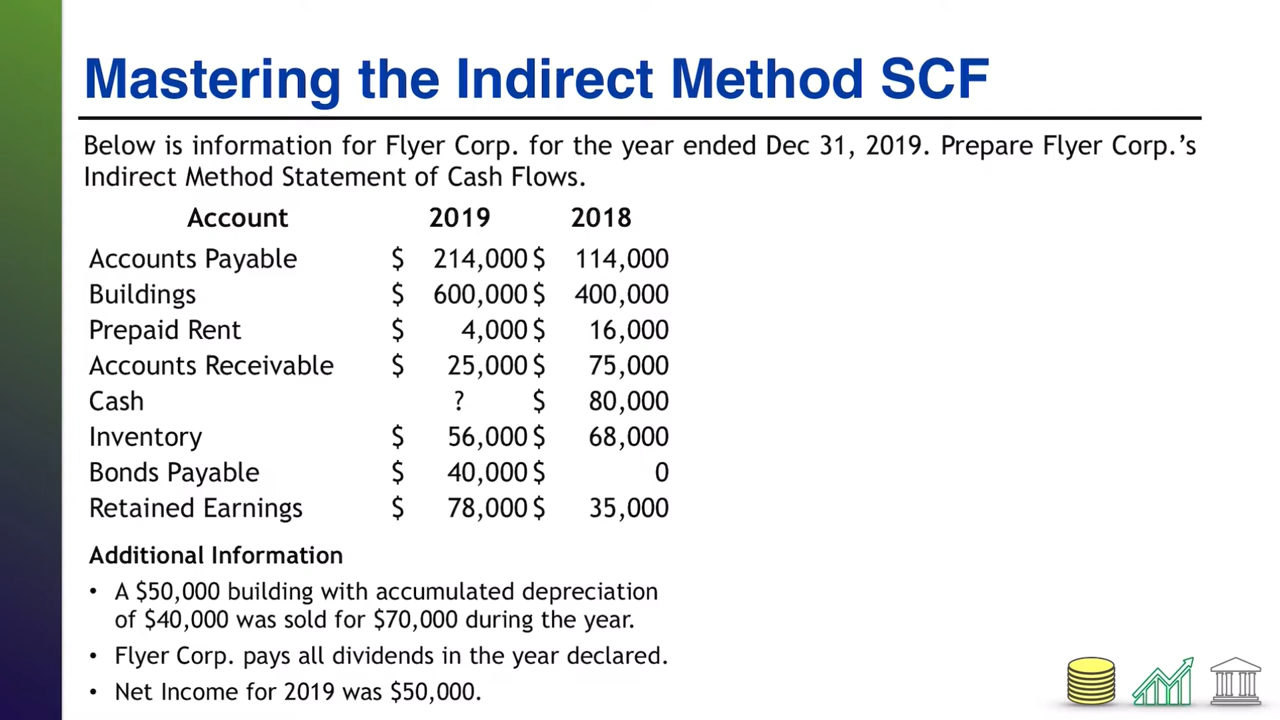 Mastering the Indirect Method SCF
Below is information for Flyer Corp. for the year ended Dec 31, 2019. Prepare Flyer Corp.’s
Indirect Method Statement of Cash Flows.
Account 2019 2018
Accounts Payable $ 214,000 $ 114,000
Buildings $ 600,000 $ 400,000
Prepaid Rent $ 4,000 $ 16,000
Accounts Receivable $ 25,000 $ 75,000
Cash ? $ 80,000
Inventory $ 56,000 $ 68,000
Bonds Payable $ 40,000 $ 0
Retained Earnings $ 78,000 $ 35,000
Additional Information
• A $50,000 building with accumulated depreciation
of $40,000 was sold for $70,000 during the year.
• Flyer Corp. pays all dividends in the year declared.
• Net Income for 2019 was $50,000.